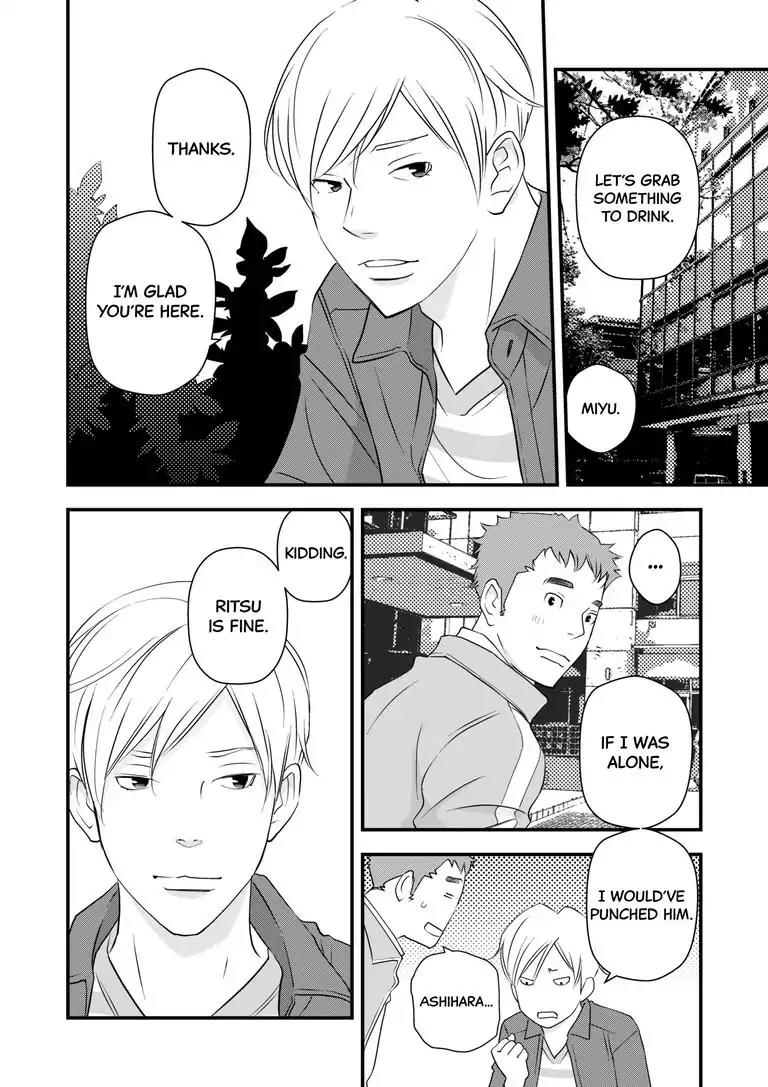 LET'S GRAB
SOMETHING
TO DRINK.
MIYU.
THANKS.
I'M GLAD
YOU'RE HERE.
...
IF I WAS
ALONE,
I WOULD'VE
PUNCHED HIM.
ASHIHARA...
KIDDING.
RITSU
IS FINE.